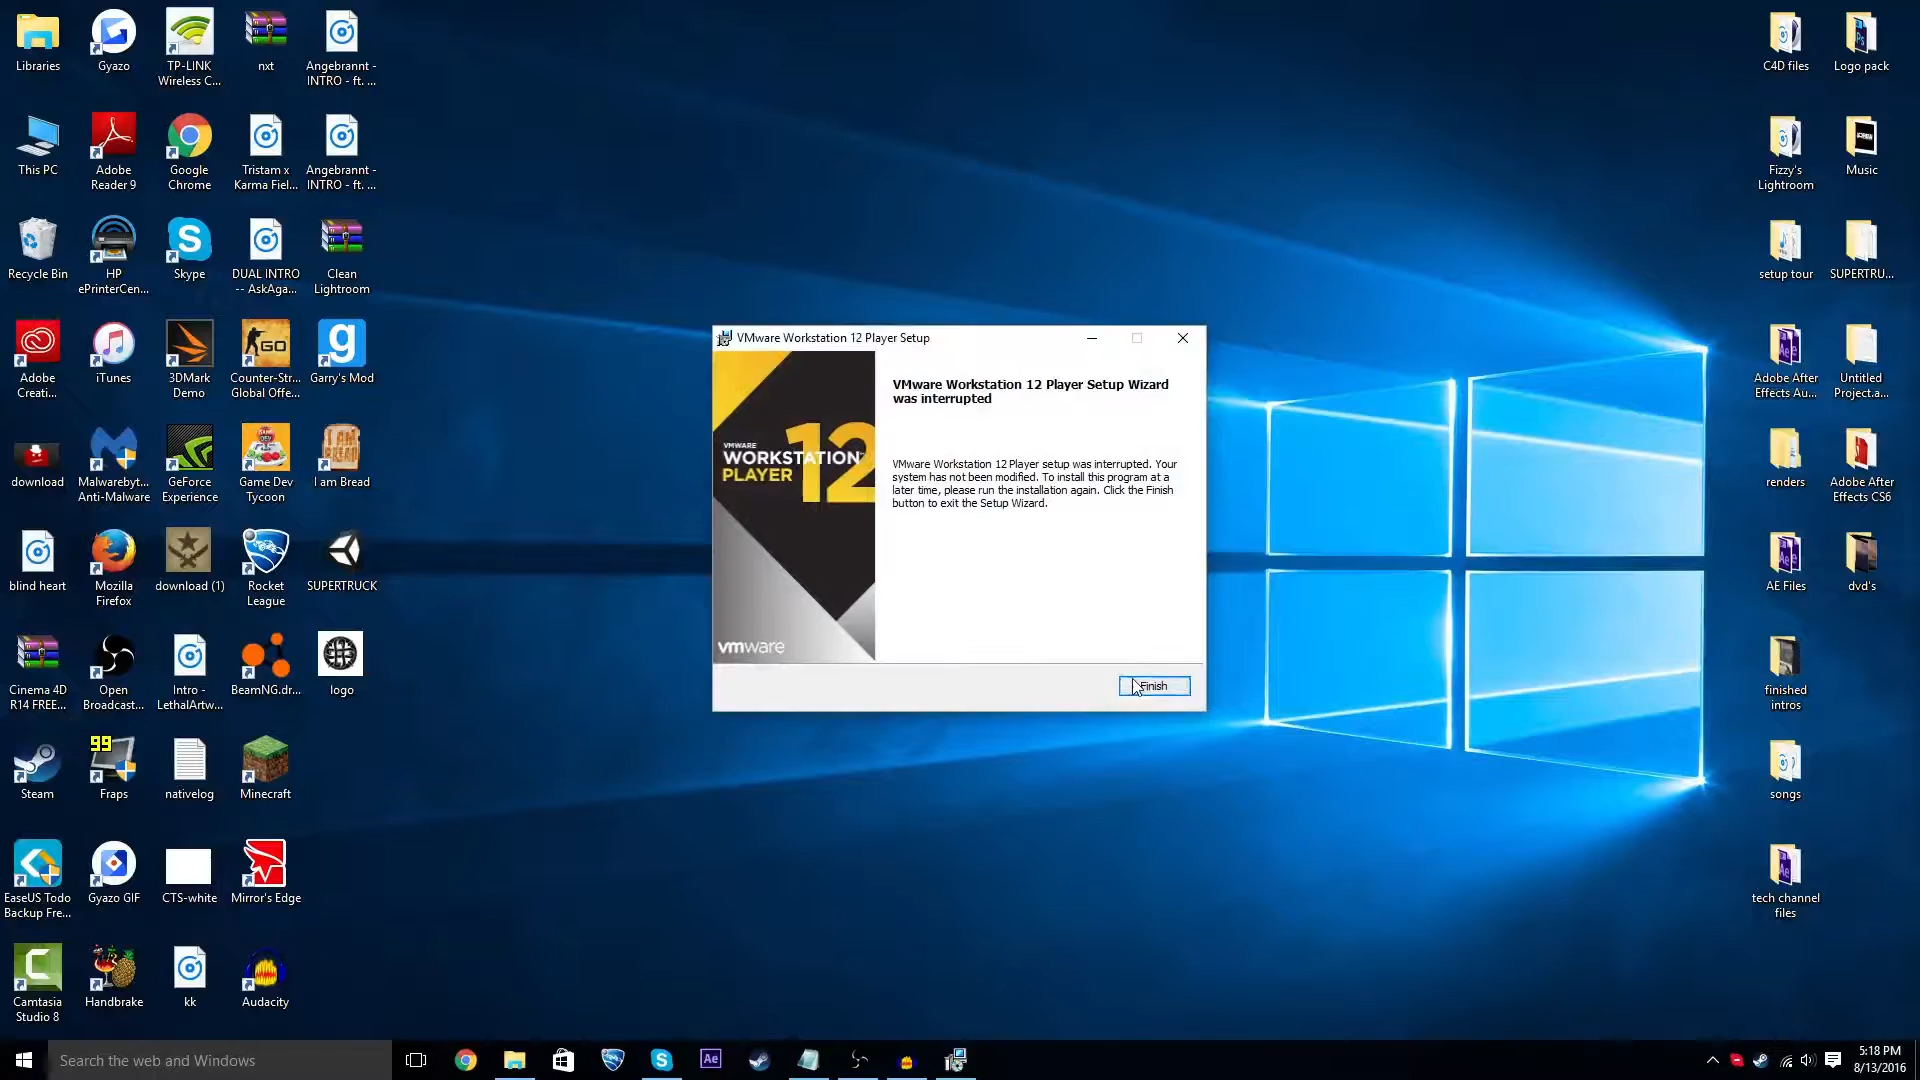 Libraries
Gyazo
TP-LINK
Wireless C...
nxt
Angebrannt -
INTRO - ft. ...
This PC
Adobe
Reader 9
Google
Chrome
Tristam x
Karma Fiel...
Angebrannt -
INTRO - ft. ...
Recycle Bin
HP
ePrinterCen...
Skype
DUAL INTRO
-- AskAga...
Clean
Lightroom
Adobe
Creati...
iTunes
3DMark
Demo
GO
Counter-Str...
Global Offe...
Garry's Mod
download
Malwarebyt...
Anti-Malware
GeForce
Experience
Game Dev
Tycoon
I AM
BREAD
I am Bread
blind heart
Mozilla
Firefox
download (1)
Rocket
League
SUPERTRUCK
Cinema 4D
R14 FREE...
Open
Broadcast...
Intro -
LethalArtw...
BeamNG.dr...
logo
Steam
99
Fraps
nativelog
Minecraft
EaseUS Todo
Backup Fre...
Gyazo GIF
CTS-white
Mirror's Edge
Camtasia
Studio 8
Handbrake
kk
Audacity
VMware Workstation 12 Player Setup
VMWARE
WORKSTATION
PLAYER
12
vmware
VMware Workstation 12 Player Setup Wizard
was interrupted
VMware Workstation 12 Player setup was interrupted. Your
system has not been modified. To install this program at a
later time, please run the installation again. Click the Finish
button to exit the Setup Wizard.
Finish
C4D files
Ps
Logo pack
Fizzy's
Lightroom
Music
setup tour
SUPERTRU...
Ae
Adobe After
Effects Au...
Untitled
Project.a...
renders
Adobe After
Effects CS6
Ae
AE Files
dvd's
finished
intros
songs
Ae
tech channel
files
Search the web and Windows
Ae
5:18 PM
8/13/2016